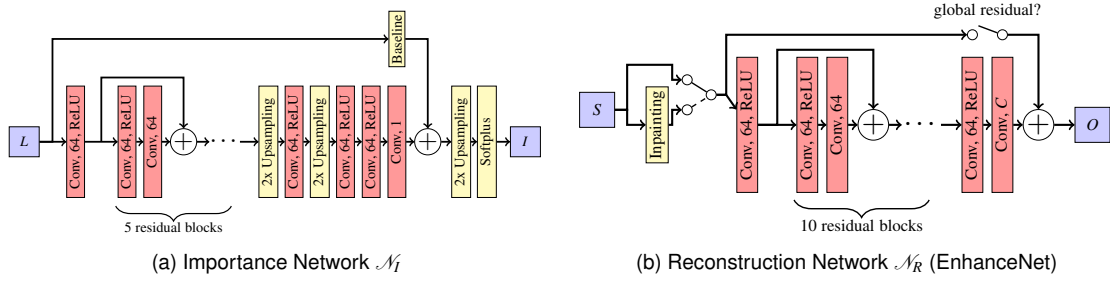 L
Conv, 64, ReLU
Conv, 64, ReLU
Conv, 64
+
· · · ·
5 residual blocks
2x Upsampling
Conv, 64, ReLU
2x Upsampling
Conv, 64, ReLU
Conv, 64, ReLU
Conv, 1
Baseline
+
2x Upsampling
Softplus
I
(a) Importance Network 𝒩I
global residual?
S
Inpainting
Conv, 64, ReLU
Conv, 64, ReLU
Conv, 64
+
· · · ·
10 residual blocks
Conv, 64, ReLU
Conv, C
+
O
(b) Reconstruction Network 𝒩R (EnhanceNet)